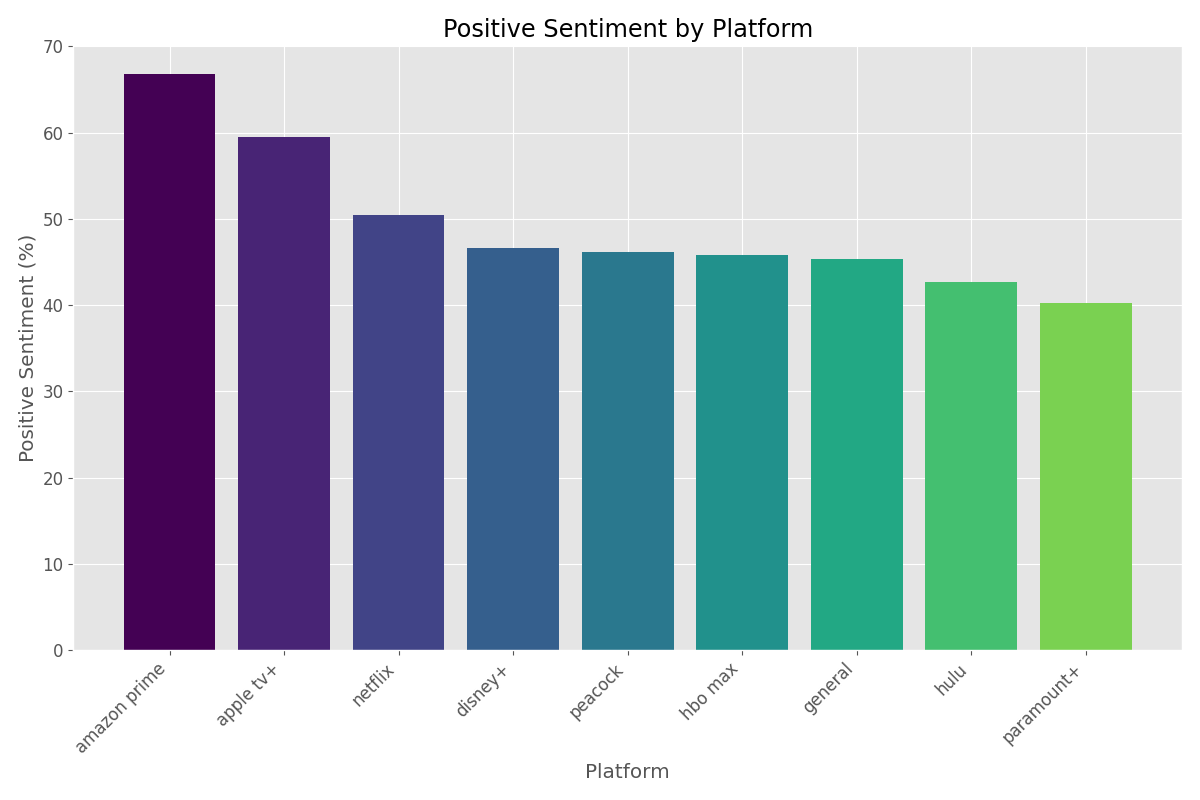 Positive Sentiment by Platform
Positive Sentiment (%)
70
60
50
40
30
20
10
0
amazon prime
apple tv+
netflix
disney+
peacock
hbo max
general
hulu
paramount+
Platform